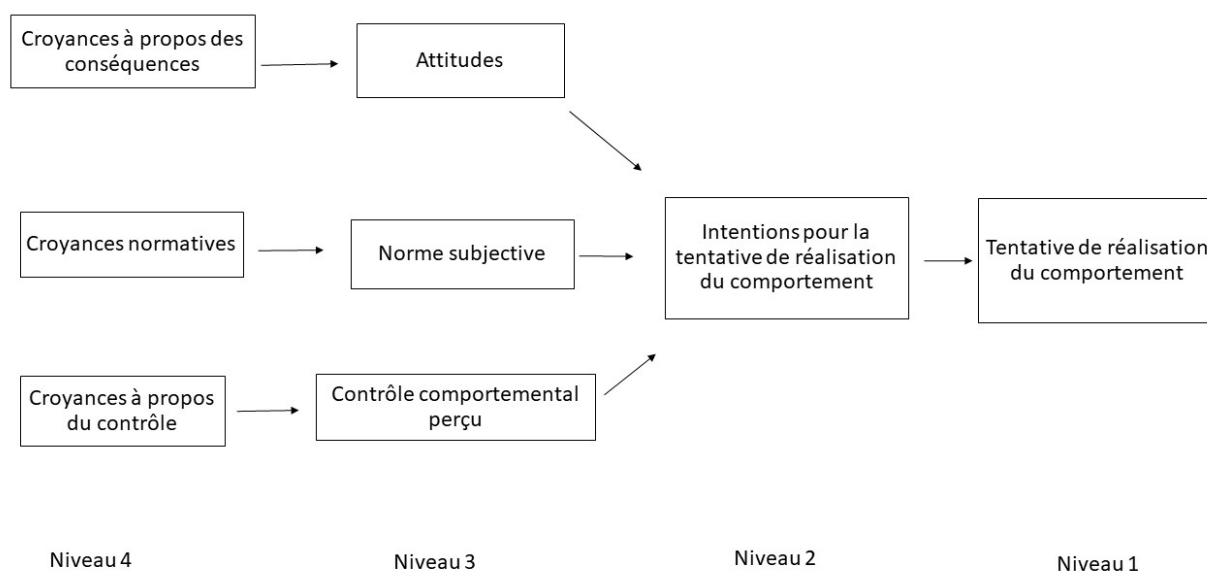 Croyances à propos des
conséquences
Attitudes
Croyances normatives
Norme subjective
Intentions pour la
tentative de réalisation
du comportement
Tentative de réalisation
du comportement
Croyances à propos
du contrôle
Contrôle comportemental
perçu
Niveau 4
Niveau 3
Niveau 2
Niveau 1